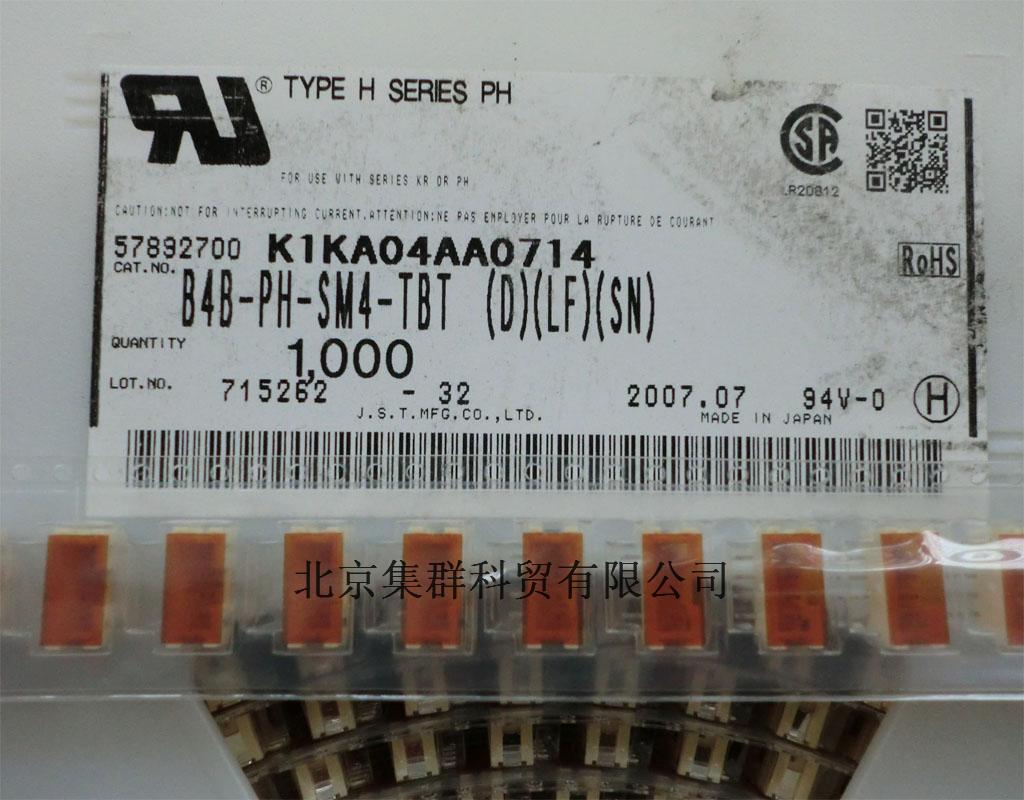 ® TYPE H SERIES PH
FOR USE WITH SERIES KR OR PH
LR20812
CAUTION:NOT FOR INTERRUPTING CURRENT.ATTENTION:NE PAS EMPLOYER POUR LA RUPTURE DE COURANT
57892700 K1KA04AA0714
RoHS
CAT.NO. B4B-PH-SM4-TBT (D)(LF)(SN)
QUANTITY 1,000
LOT.NO. 715262 - 32 2007.07 94V-0 H
J.S.T.MFG.CO.,LTD. MADE IN JAPAN
北京集群科贸有限公司